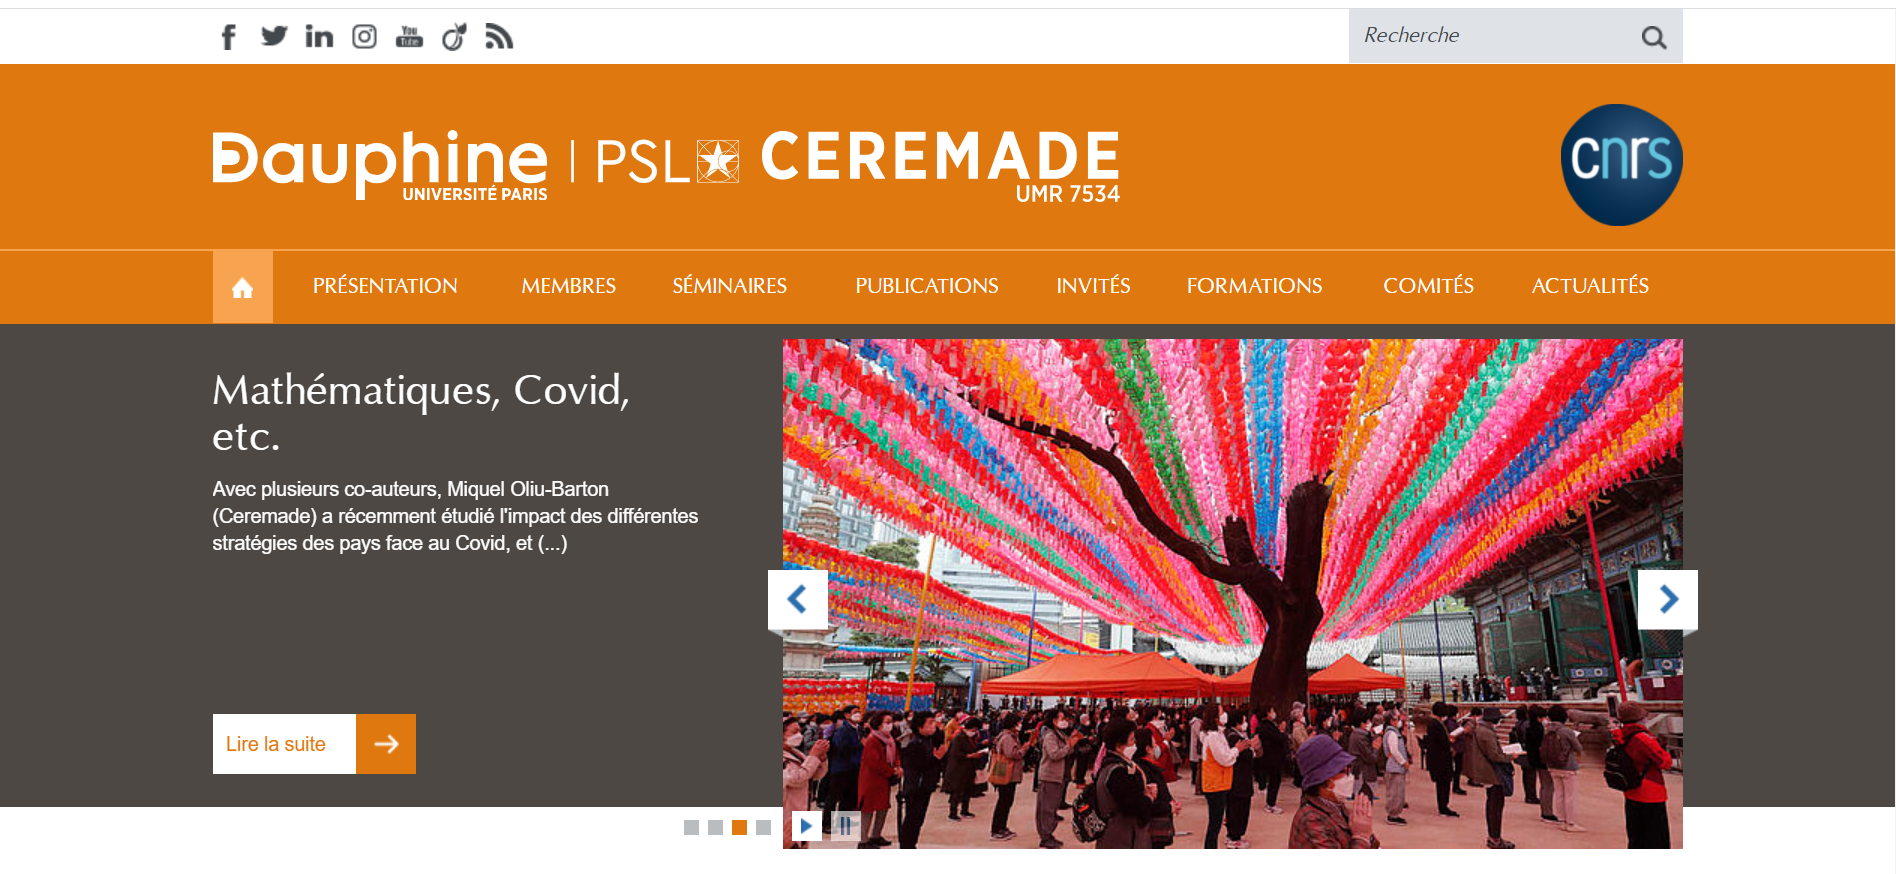 You
Tube
Recherche
Dauphine | PSL CEREMADE
UNIVERSITÉ PARIS
UMR 7534
cnrs
PRÉSENTATION MEMBRES SÉMINAIRES PUBLICATIONS INVITÉS FORMATIONS COMITÉS ACTUALITÉS
Mathématiques, Covid,
etc.
Avec plusieurs co-auteurs, Miquel Oliu-Barton
(Ceremade) a récemment étudié l'impact des différentes
stratégies des pays face au Covid, et (...)
Lire la suite